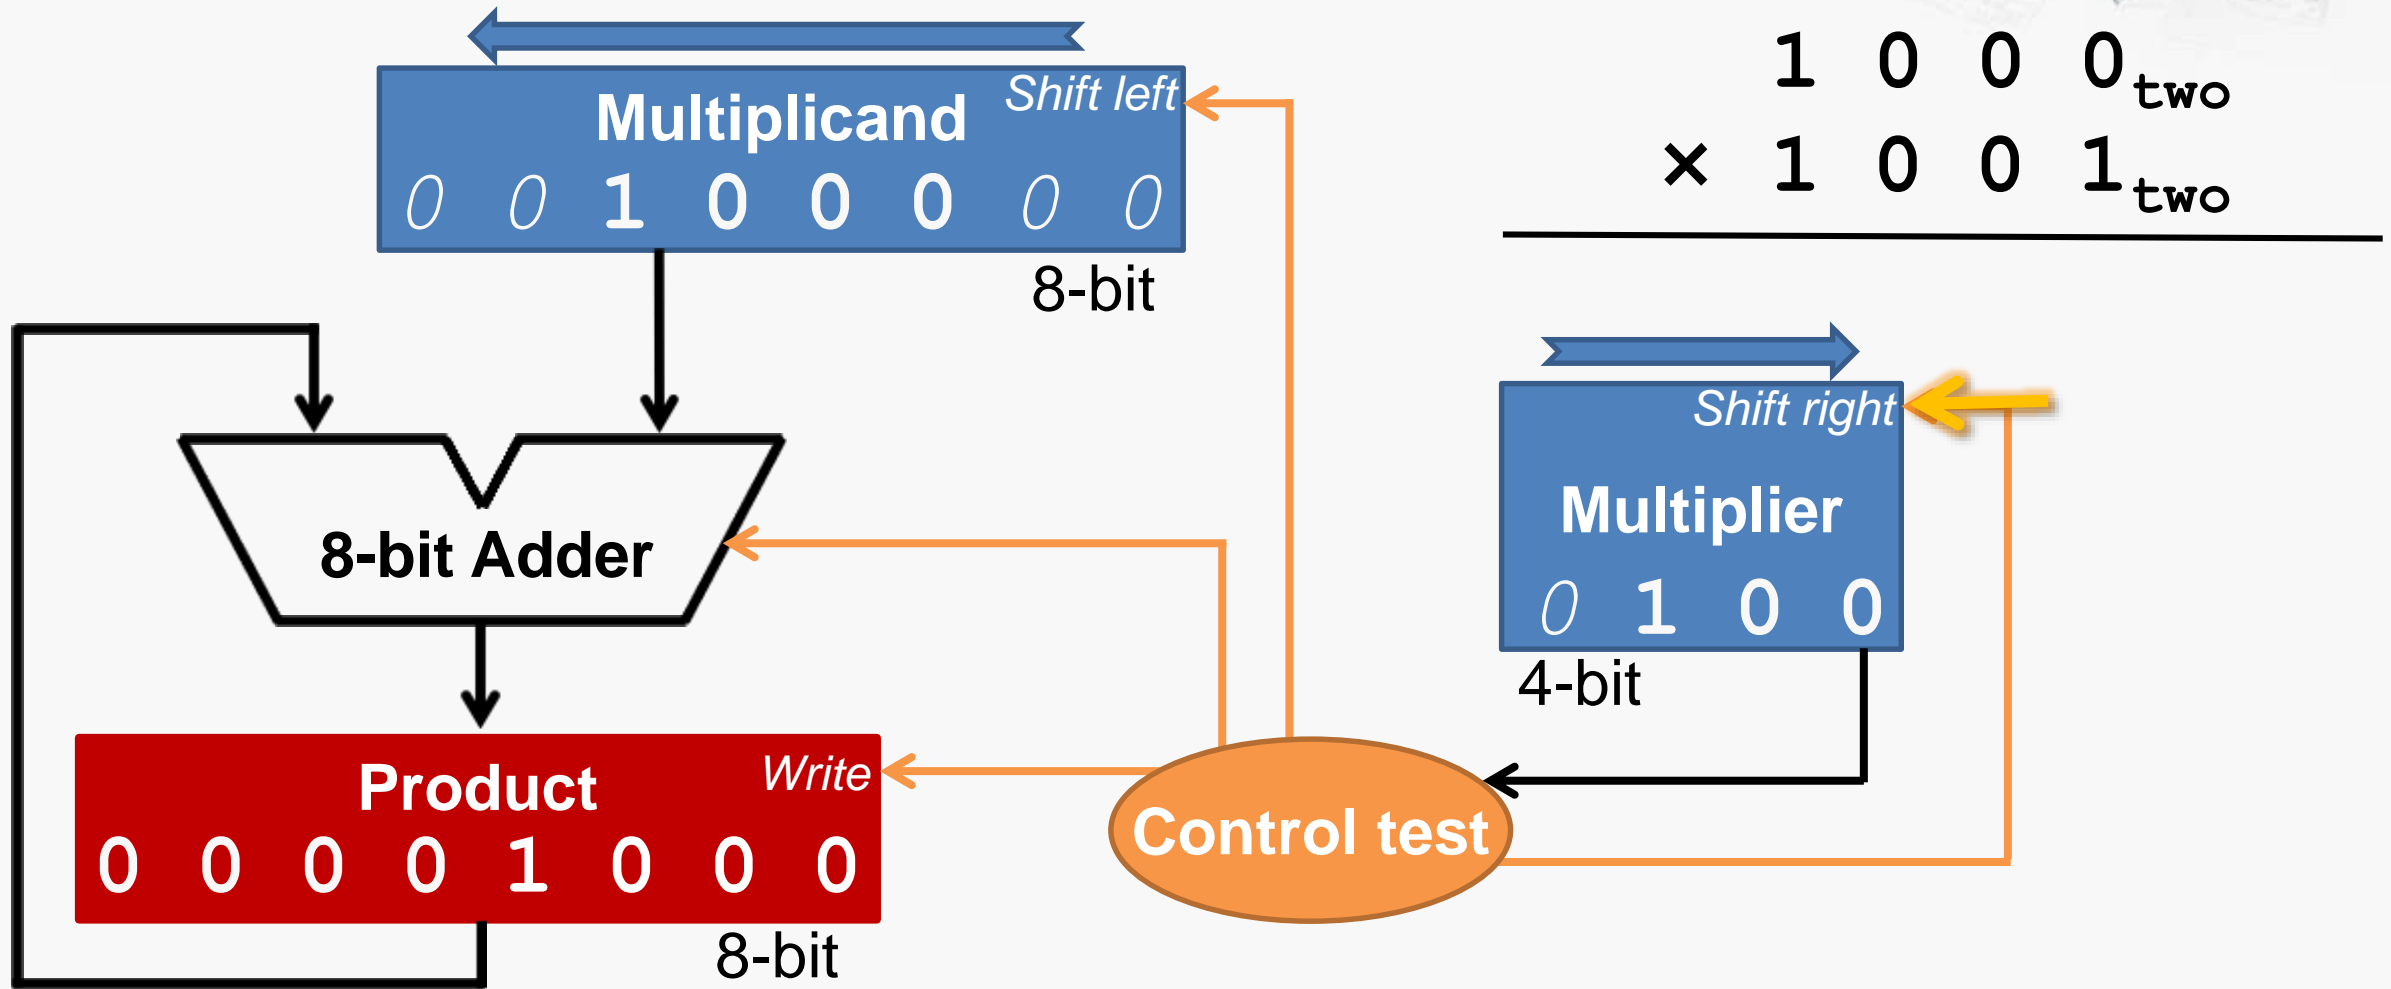 Shift left
Multiplicand
0 0 1 0 0 0 0 0
8-bit
1 0 0 0two
× 1 0 0 1two
Shift right
Multiplier
0 1 0 0
4-bit
8-bit Adder
Write
Product
0 0 0 0 1 0 0 0
8-bit
Control test